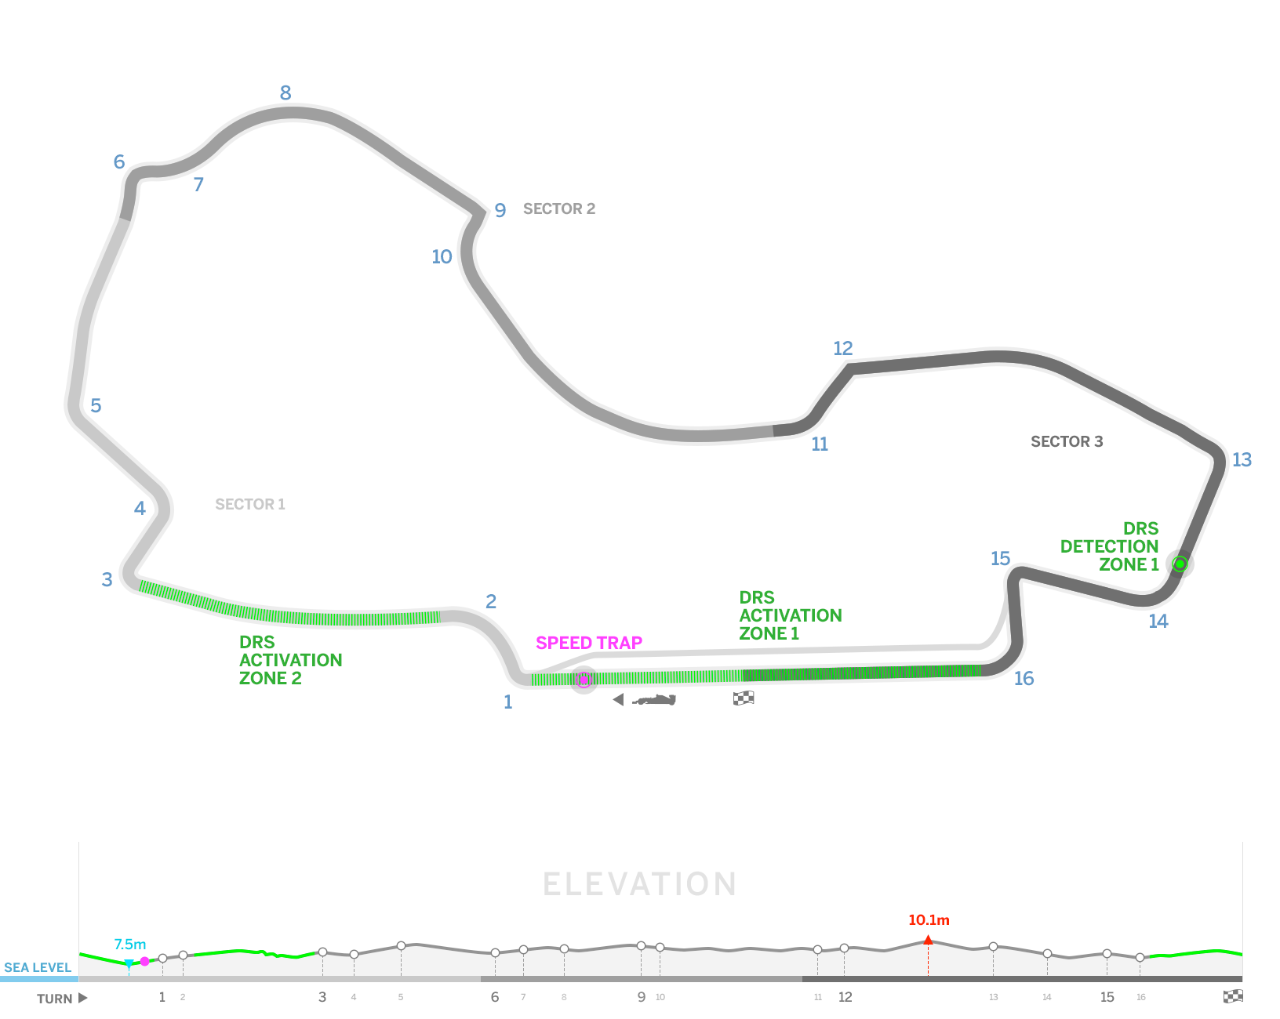 8
6
7
9
SECTOR 2
10
12
5
11
SECTOR 3
13
4
SECTOR 1
DRS
DETECTION
ZONE 1
15
3
2
DRS
ACTIVATION
ZONE 1
14
SPEED TRAP
DRS
ACTIVATION
ZONE 2
16
1
ELEVATION
7.5m
10.1m
SEA LEVEL
TURN 1 2 3 4 5 6 7 8 9 10 11 12 13 14 15 16